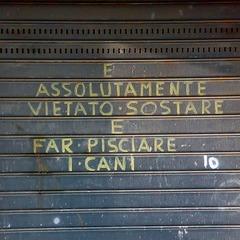 E
ASSOLUTAMENTE
VIETATO·SOSTARE
E
FAR·PISCIARE
I·CANI
10